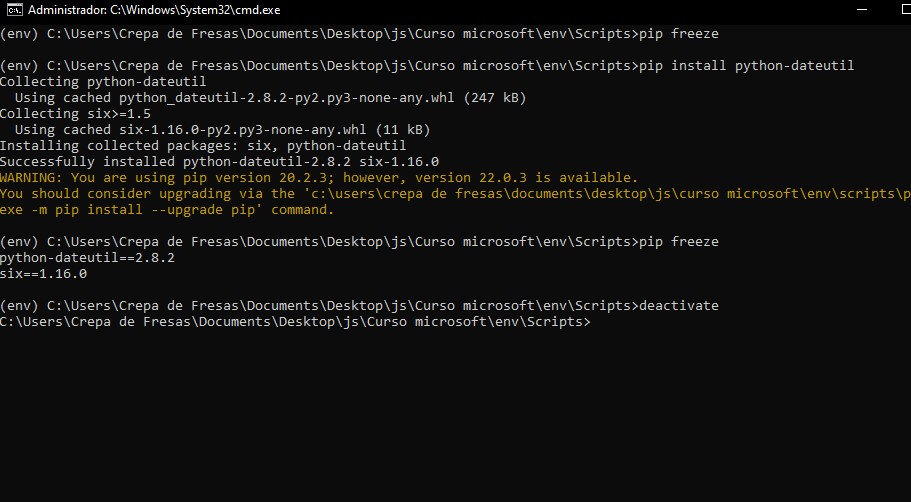 Administrador: C:\Windows\System32\cmd.exe
(env) C:\Users\Crepa de Fresas\Documents\Desktop\js\Curso microsoft\env\Scripts>pip freeze
(env) C:\Users\Crepa de Fresas\Documents\Desktop\js\Curso microsoft\env\Scripts>pip install python-dateutil
Collecting python-dateutil
  Using cached python_dateutil-2.8.2-py2.py3-none-any.whl (247 kB)
Collecting six>=1.5
  Using cached six-1.16.0-py2.py3-none-any.whl (11 kB)
Installing collected packages: six, python-dateutil
Successfully installed python-dateutil-2.8.2 six-1.16.0
WARNING: You are using pip version 20.2.3; however, version 22.0.3 is available.
You should consider upgrading via the 'c:\users\crepa de fresas\documents\desktop\js\curso microsoft\env\scripts\p
exe -m pip install --upgrade pip' command.
(env) C:\Users\Crepa de Fresas\Documents\Desktop\js\Curso microsoft\env\Scripts>pip freeze
python-dateutil==2.8.2
six==1.16.0
(env) C:\Users\Crepa de Fresas\Documents\Desktop\js\Curso microsoft\env\Scripts>deactivate
C:\Users\Crepa de Fresas\Documents\Desktop\js\Curso microsoft\env\Scripts>